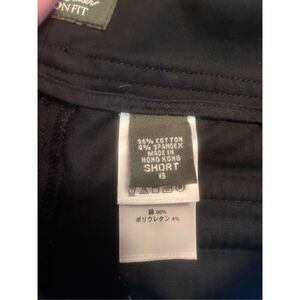 ON FIT
96% COTTON
4% SPANDEX
MADE IN
HONG KONG
SHORT
6
綿 96%
ポリウレタン 4%